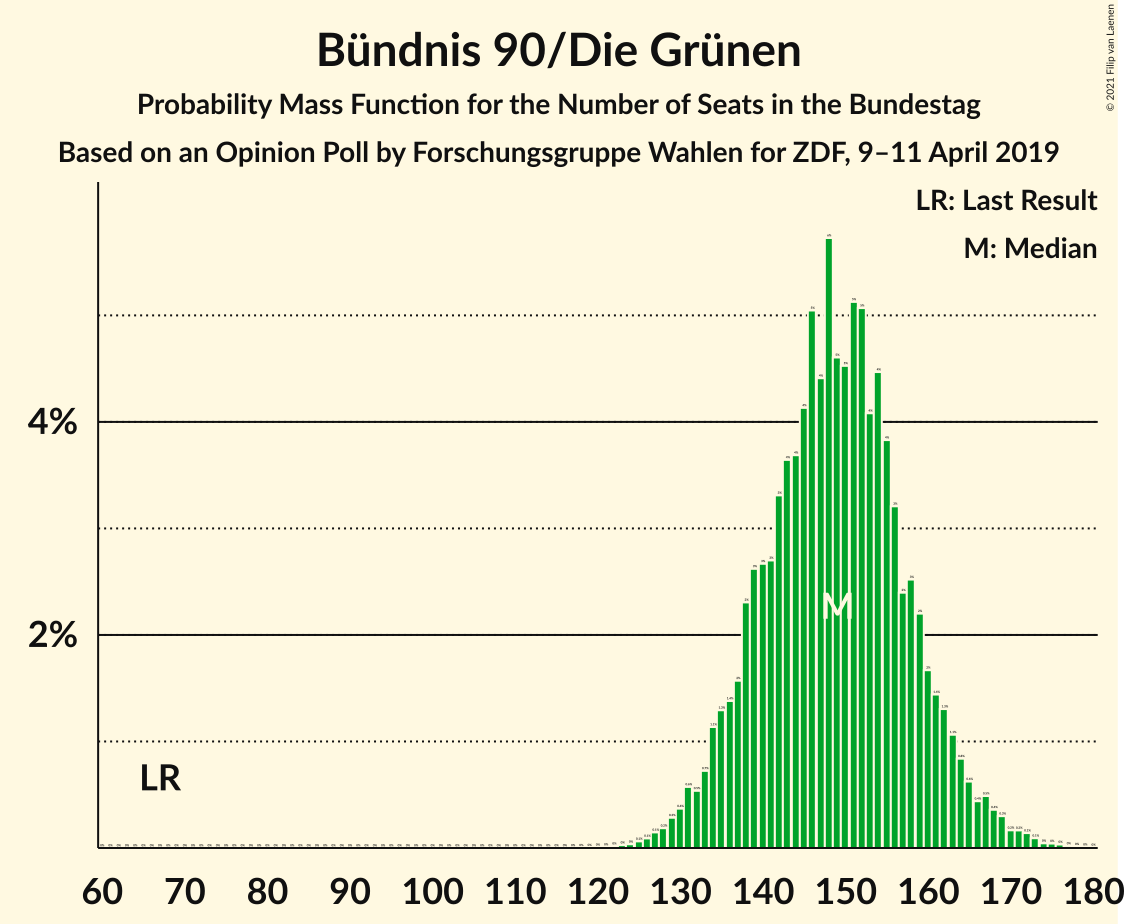 Bündnis 90/Die Grünen
Probability Mass Function for the Number of Seats in the Bundestag
Based on an Opinion Poll by Forschungsgruppe Wahlen for ZDF, 9–11 April 2019
© 2021 Filip van Laenen
LR: Last Result
M: Median
4%
2%
M
LR
60 70 80 90 100 110 120 130 140 150 160 170 180